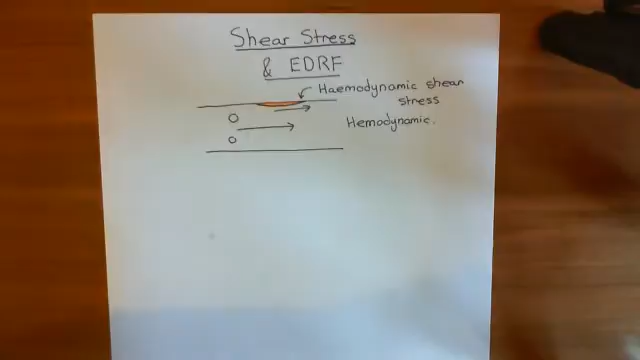 Shear Stress
& EDRF
Haemodynamic shear
stress
Hemodynamic.